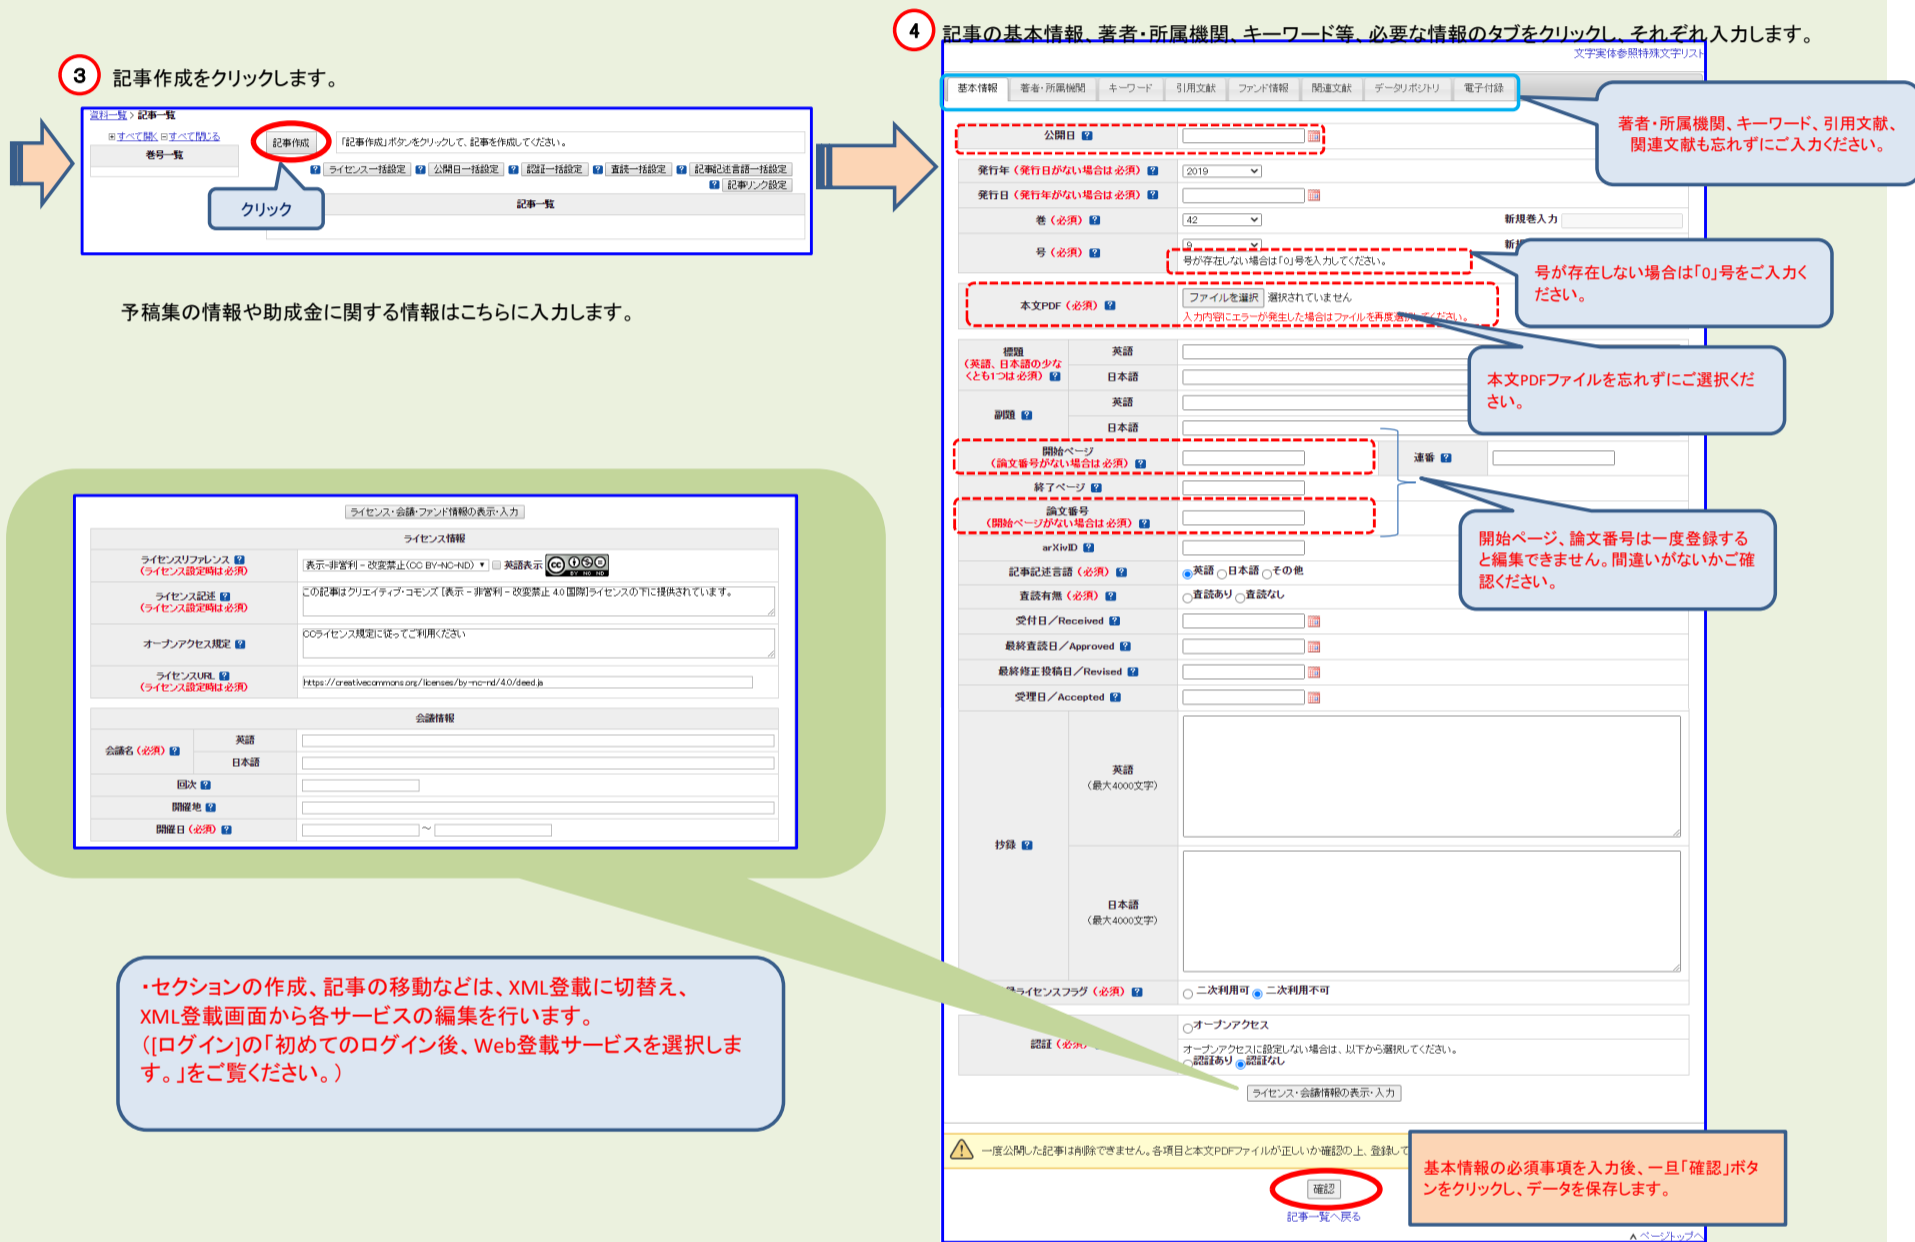 ③ 記事作成をクリックします。
資料一覧 > 記事一覧
すべて開く すべて閉じる
巻号一覧
記事作成
「記事作成」ボタンをクリックして、記事を作成してください。
ライセンス一括設定 公開日一括設定 認証一括設定 査読一括設定 記事記述言語一括設定
記事リンク設定
記事一覧
クリック
予稿集の情報や助成金に関する情報はこちらに入力します。
ライセンス・会議・ファンド情報の表示・入力
ライセンス情報
ライセンスリファレンス
(ライセンス設定時は必須)
表示-非営利-改変禁止(CC BY-NC-ND) 英語表示
BY NC ND
ライセンス記述
(ライセンス設定時は必須)
この記事はクリエイティブ・コモンズ [表示 - 非営利 - 改変禁止 4.0 国際]ライセンスの下に提供されています。
オープンアクセス規定
CCライセンス規定に従ってご利用ください
ライセンスURL
(ライセンス設定時は必須)
https://creativecommons.org/licenses/by-nc-nd/4.0/deed.ja
会議情報
会議名(必須)
英語
日本語
回次
開催地
開催日(必須)
～
・セクションの作成、記事の移動などは、XML登載に切替え、
XML登載画面から各サービスの編集を行います。
([ログイン]の「初めてのログイン後、Web登載サービスを選択しま
す。」をご覧ください。)
④ 記事の基本情報、著者・所属機関、キーワード等、必要な情報のタブをクリックし、それぞれ入力します。
文字実体参照特殊文字リスト
基本情報 著者・所属機関 キーワード 引用文献 ファンド情報 関連文献 データリポジトリ 電子付録
著者・所属機関、キーワード、引用文献、
関連文献も忘れずにご入力ください。
公開日
発行年(発行日がない場合は必須) 2019
発行日(発行年がない場合は必須)
巻(必須) 42 新規巻入力
号(必須) 9 新規
号が存在しない場合は「0」号を入力してください。
号が存在しない場合は「0」号をご入力く
ださい。
本文PDF(必須) ファイルを選択 選択されていません
入力内容にエラーが発生した場合はファイルを再度選択してください。
本文PDFファイルを忘れずにご選択くだ
さい。
標題
(英語、日本語の少な
くとも1つは必須)
英語
日本語
副題
英語
日本語
開始ページ
(論文番号がない場合は必須)
連番
終了ページ
論文番号
(開始ページがない場合は必須)
開始ページ、論文番号は一度登録する
と編集できません。間違いがないかご確
認ください。
arXivID
記事記述言語(必須) 英語 日本語 その他
査読有無(必須) 査読あり 査読なし
受付日/Received
最終査読日/Approved
最終修正投稿日/Revised
受理日/Accepted
抄録
英語
(最大4000文字)
日本語
(最大4000文字)
ライセンスフラグ(必須) 二次利用可 二次利用不可
認証(必須)
オープンアクセス
オープンアクセスに設定しない場合は、以下から選択してください。
認証あり 認証なし
ライセンス・会議情報の表示・入力
一度公開した記事は削除できません。各項目と本文PDFファイルが正しいか確認の上、登録して
確認
記事一覧へ戻る
基本情報の必須事項を入力後、一旦「確認」ボタ
ンをクリックし、データを保存します。
ページトップへ